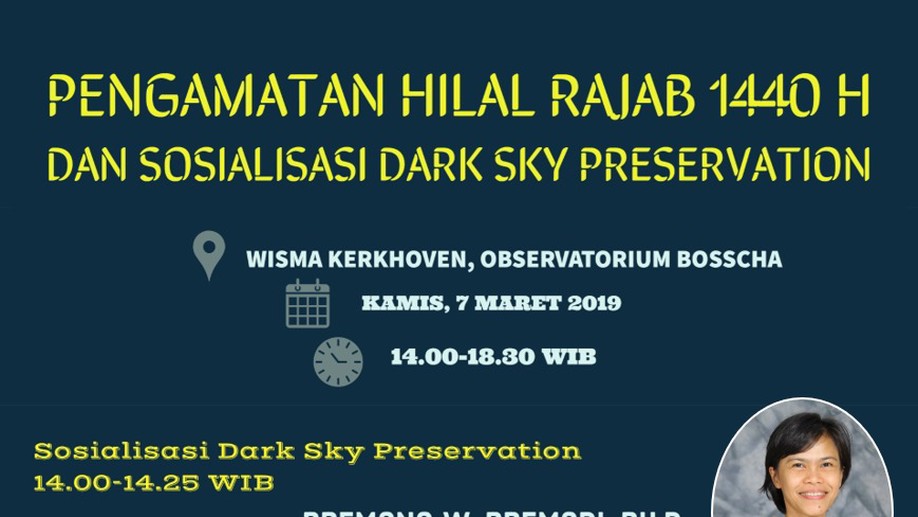 PENGAMATAN HILAL RAJAB 1440 H
DAN SOSIALISASI DARK SKY PRESERVATION
WISMA KERKHOVEN, OBSERVATORIUM BOSSCHA
KAMIS, 7 MARET 2019
14.00-18.30 WIB
Sosialisasi Dark Sky Preservation
14.00-14.25 WIB